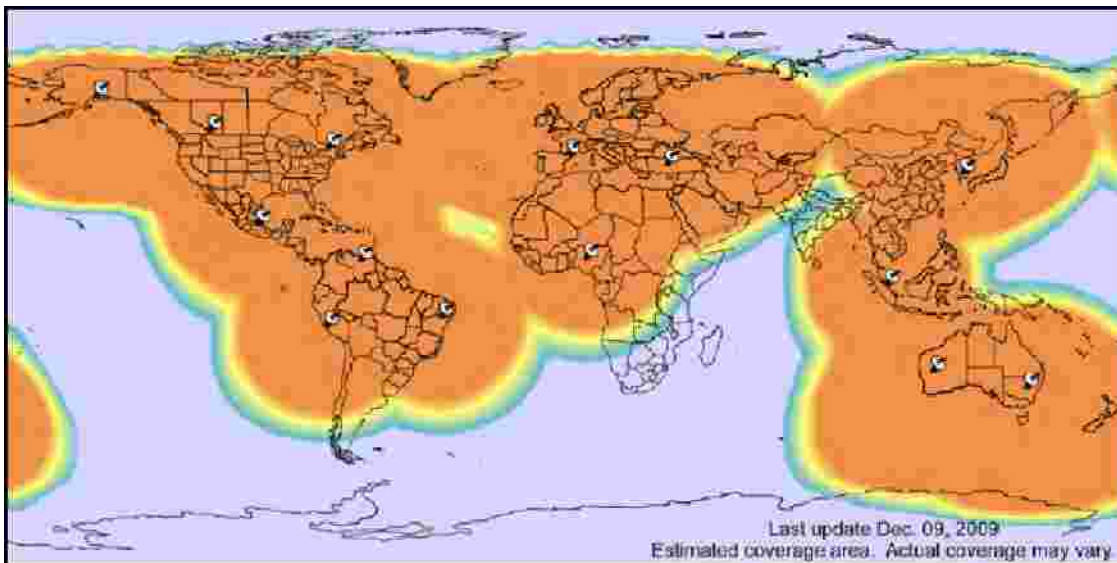 Last update Dec. 09, 2009
Estimated coverage area. Actual coverage may vary.